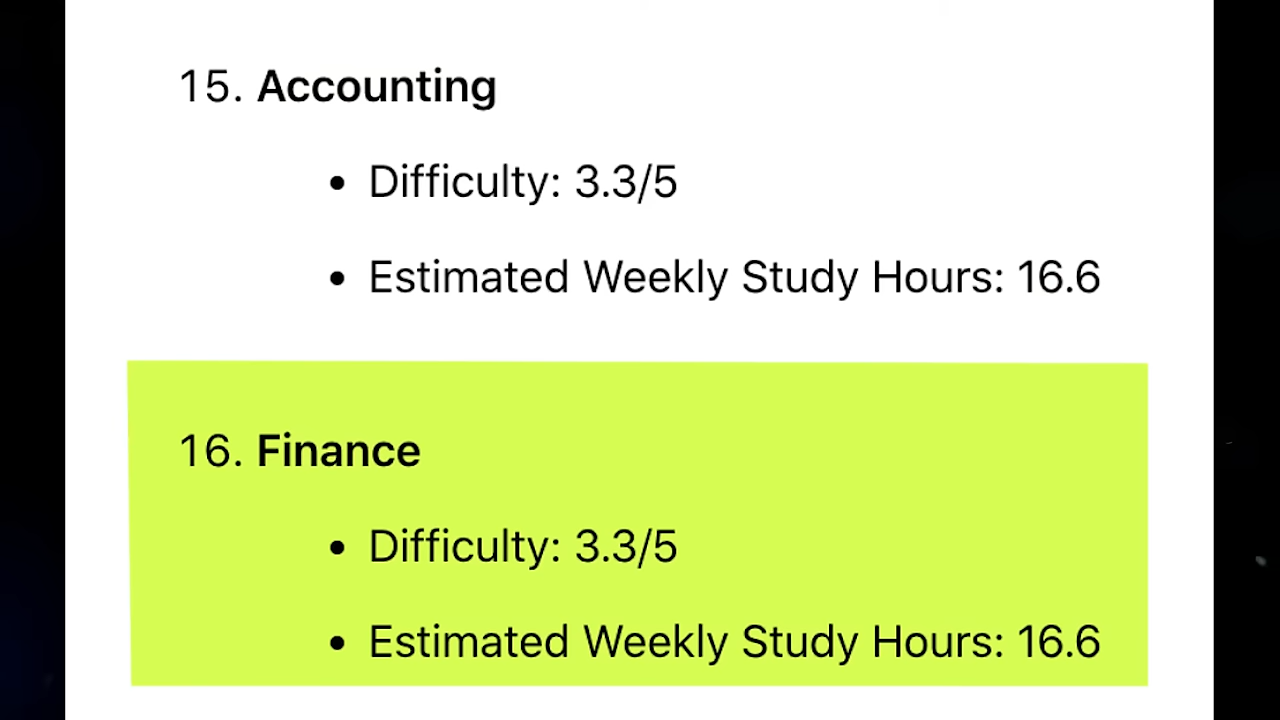 15. Accounting
• Difficulty: 3.3/5
• Estimated Weekly Study Hours: 16.6
16. Finance
• Difficulty: 3.3/5
• Estimated Weekly Study Hours: 16.6